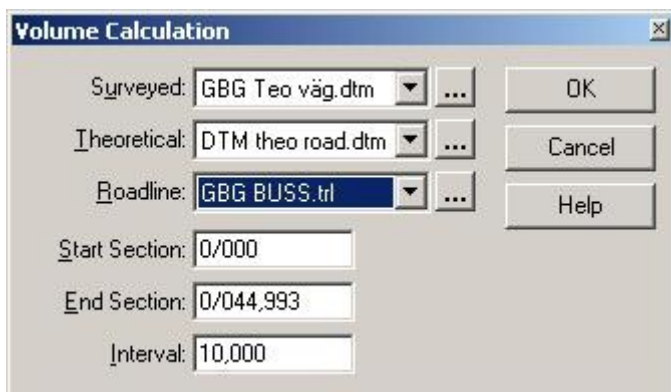 Volume Calculation
Surveyed: GBG Teo väg.dtm ... OK
Theoretical: DTM theo road.dtm ... Cancel
Roadline: GBG BUSS.trl ... Help
Start Section: 0/000
End Section: 0/044,993
Interval: 10,000